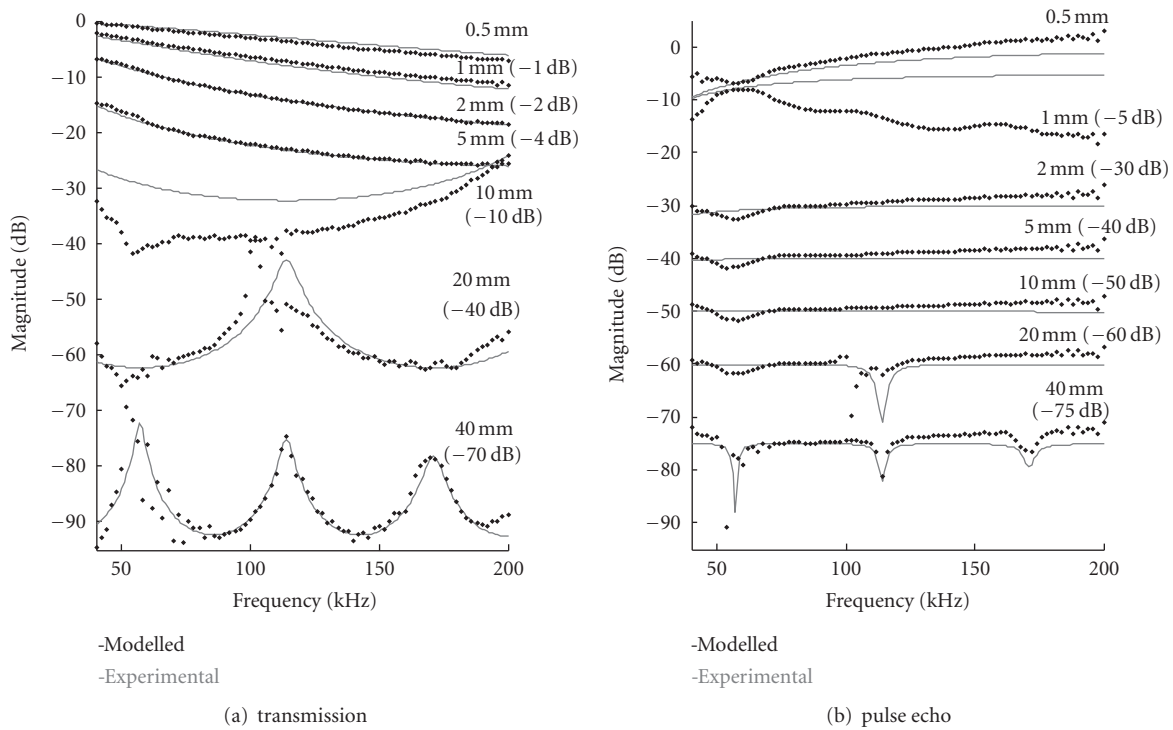 0
−10
−20
−30
−40
−50
−60
−70
−80
−90
Magnitude (dB)
0.5 mm
1 mm (−1 dB)
2 mm (−2 dB)
5 mm (−4 dB)
10 mm
(−10 dB)
20 mm
(−40 dB)
40 mm
(−70 dB)
50
100
150
200
Frequency (kHz)
-Modelled
-Experimental
(a) transmission
0
−10
−20
−30
−40
−50
−60
−70
−80
−90
Magnitude (dB)
0.5 mm
1 mm (−5 dB)
2 mm (−30 dB)
5 mm (−40 dB)
10 mm (−50 dB)
20 mm (−60 dB)
40 mm
(−75 dB)
50
100
150
200
Frequency (kHz)
-Modelled
-Experimental
(b) pulse echo